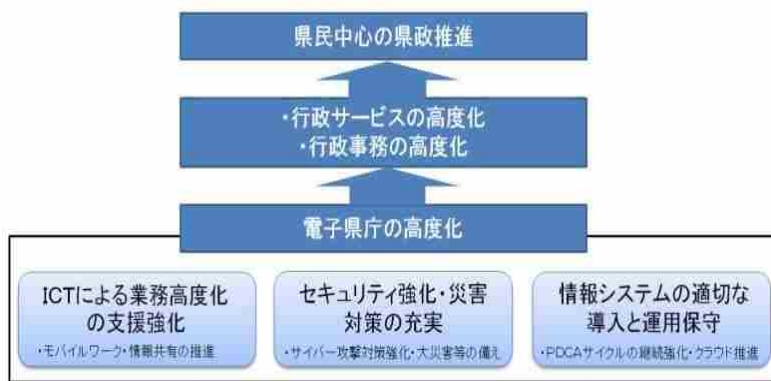 県民中心の県政推進
・行政サービスの高度化
・行政事務の高度化
電子県庁の高度化
ICTによる業務高度化
の支援強化
・モバイルワーク・情報共有の推進
セキュリティ強化・災害
対策の充実
・サイバー攻撃対策強化・大災害等の備え
情報システムの適切な
導入と運用保守
・PDCAサイクルの継続強化・クラウド推進